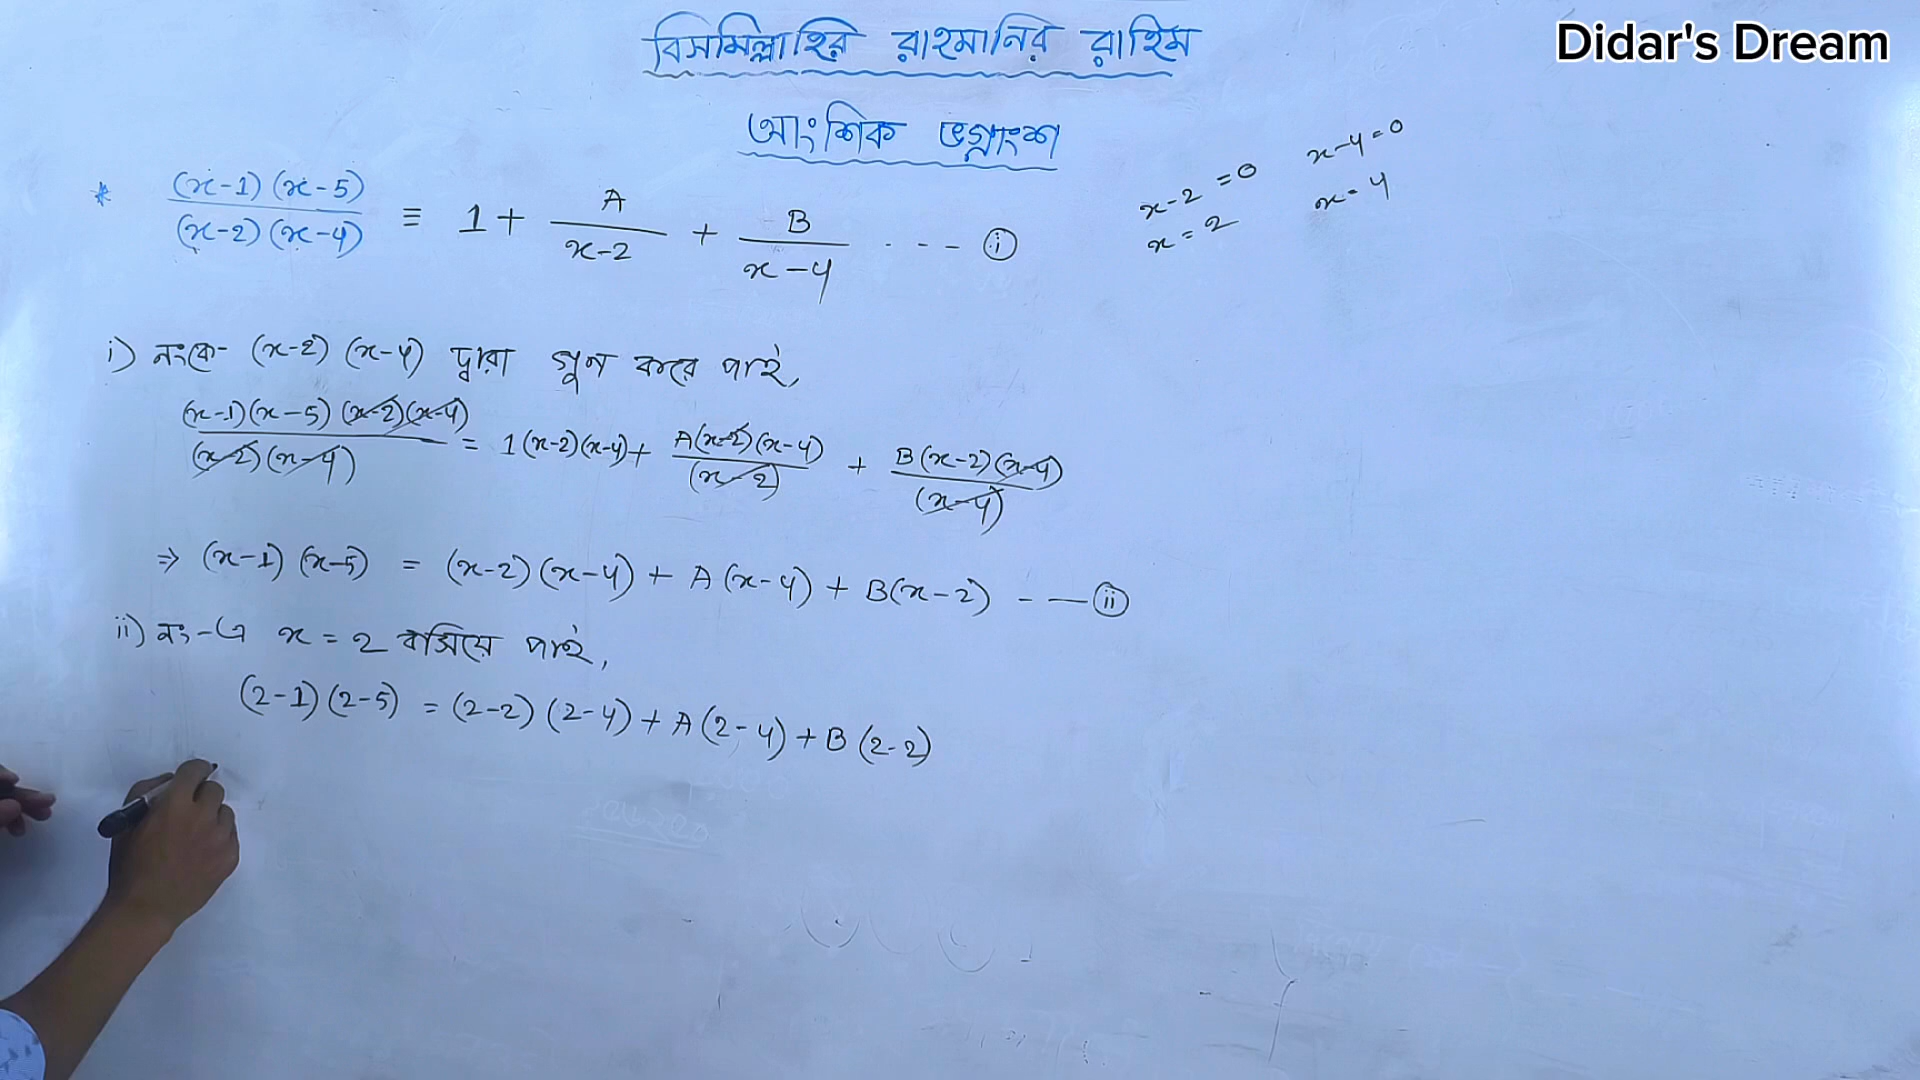 বিসমিল্লাহির রাহমানির রাহিম
Didar's Dream
আংশিক ভগ্নাংশ
* (x-1)(x-5) / (x-2)(x-4) ≡ 1 + A / x-2 + B / x-4 --- (i)
x-2 = 0
x = 2
x-4 = 0
x = 4
i) নংকে- (x-2) (x-4) দ্বারা গুন করে পাই,
(x-1)(x-5)(x-2)(x-4) / (x-2)(x-4) = 1(x-2)(x-4) + A(x-2)(x-4) / (x-2) + B(x-2)(x-4) / (x-4)
⇒ (x-1)(x-5) = (x-2)(x-4) + A(x-4) + B(x-2) --- (ii)
ii) নং-এ x = 2 বসিয়ে পাই,
(2-1)(2-5) = (2-2)(2-4) + A(2-4) + B(2-2)